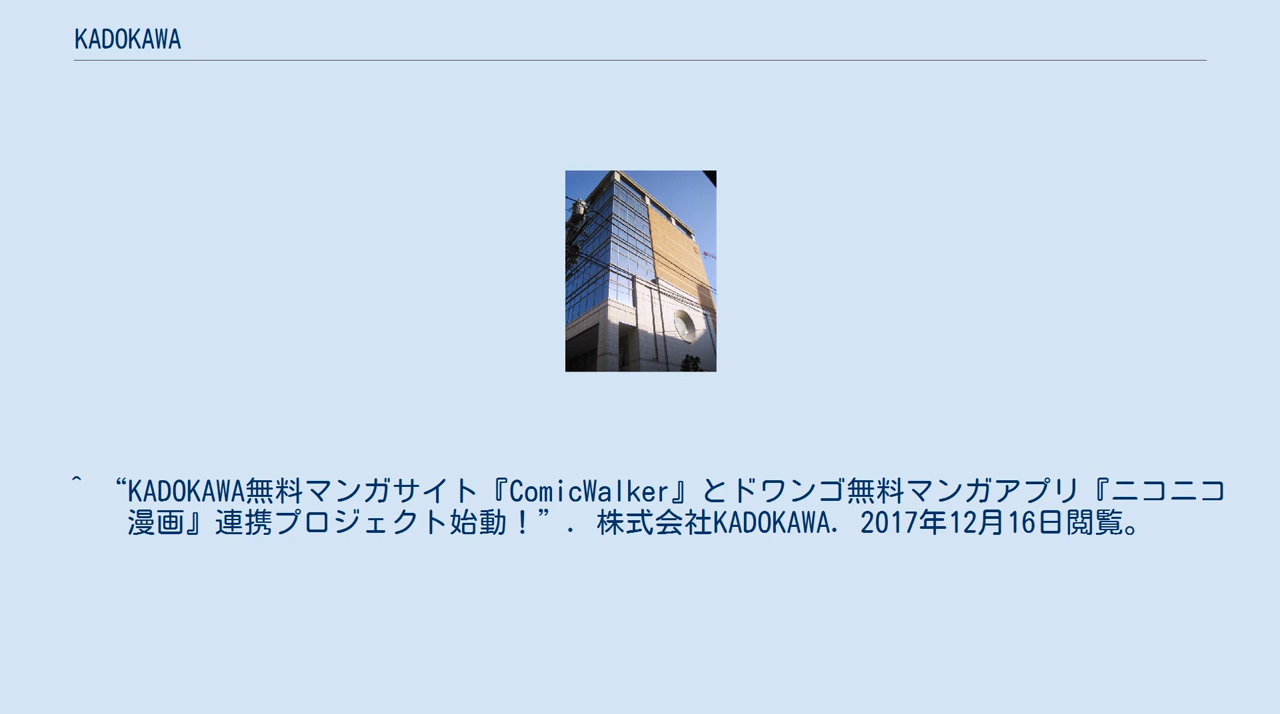 KADOKAWA
^ “KADOKAWA無料マンガサイト『ComicWalker』とドワンゴ無料マンガアプリ『ニコニコ
漫画』連携プロジェクト始動！”. 株式会社KADOKAWA. 2017年12月16日閲覧。